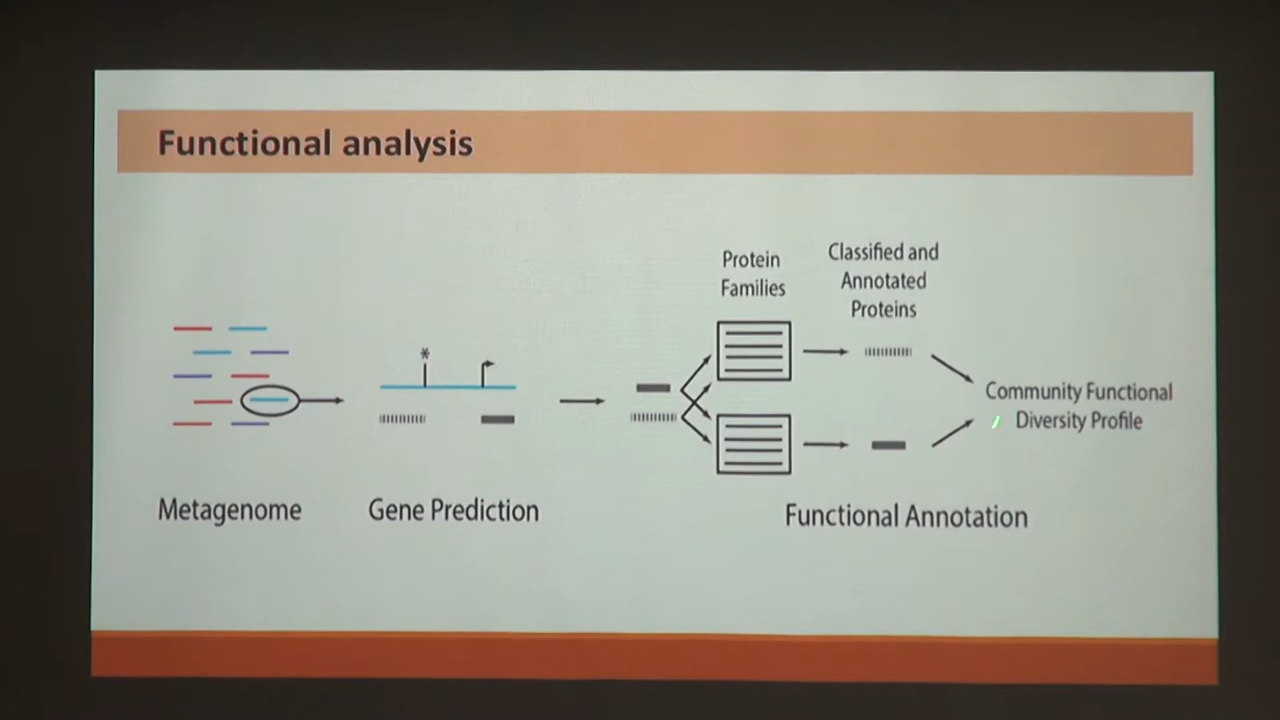 Functional analysis
Protein
Families
Classified and
Annotated
Proteins
*
Community Functional
Diversity Profile
Metagenome
Gene Prediction
Functional Annotation